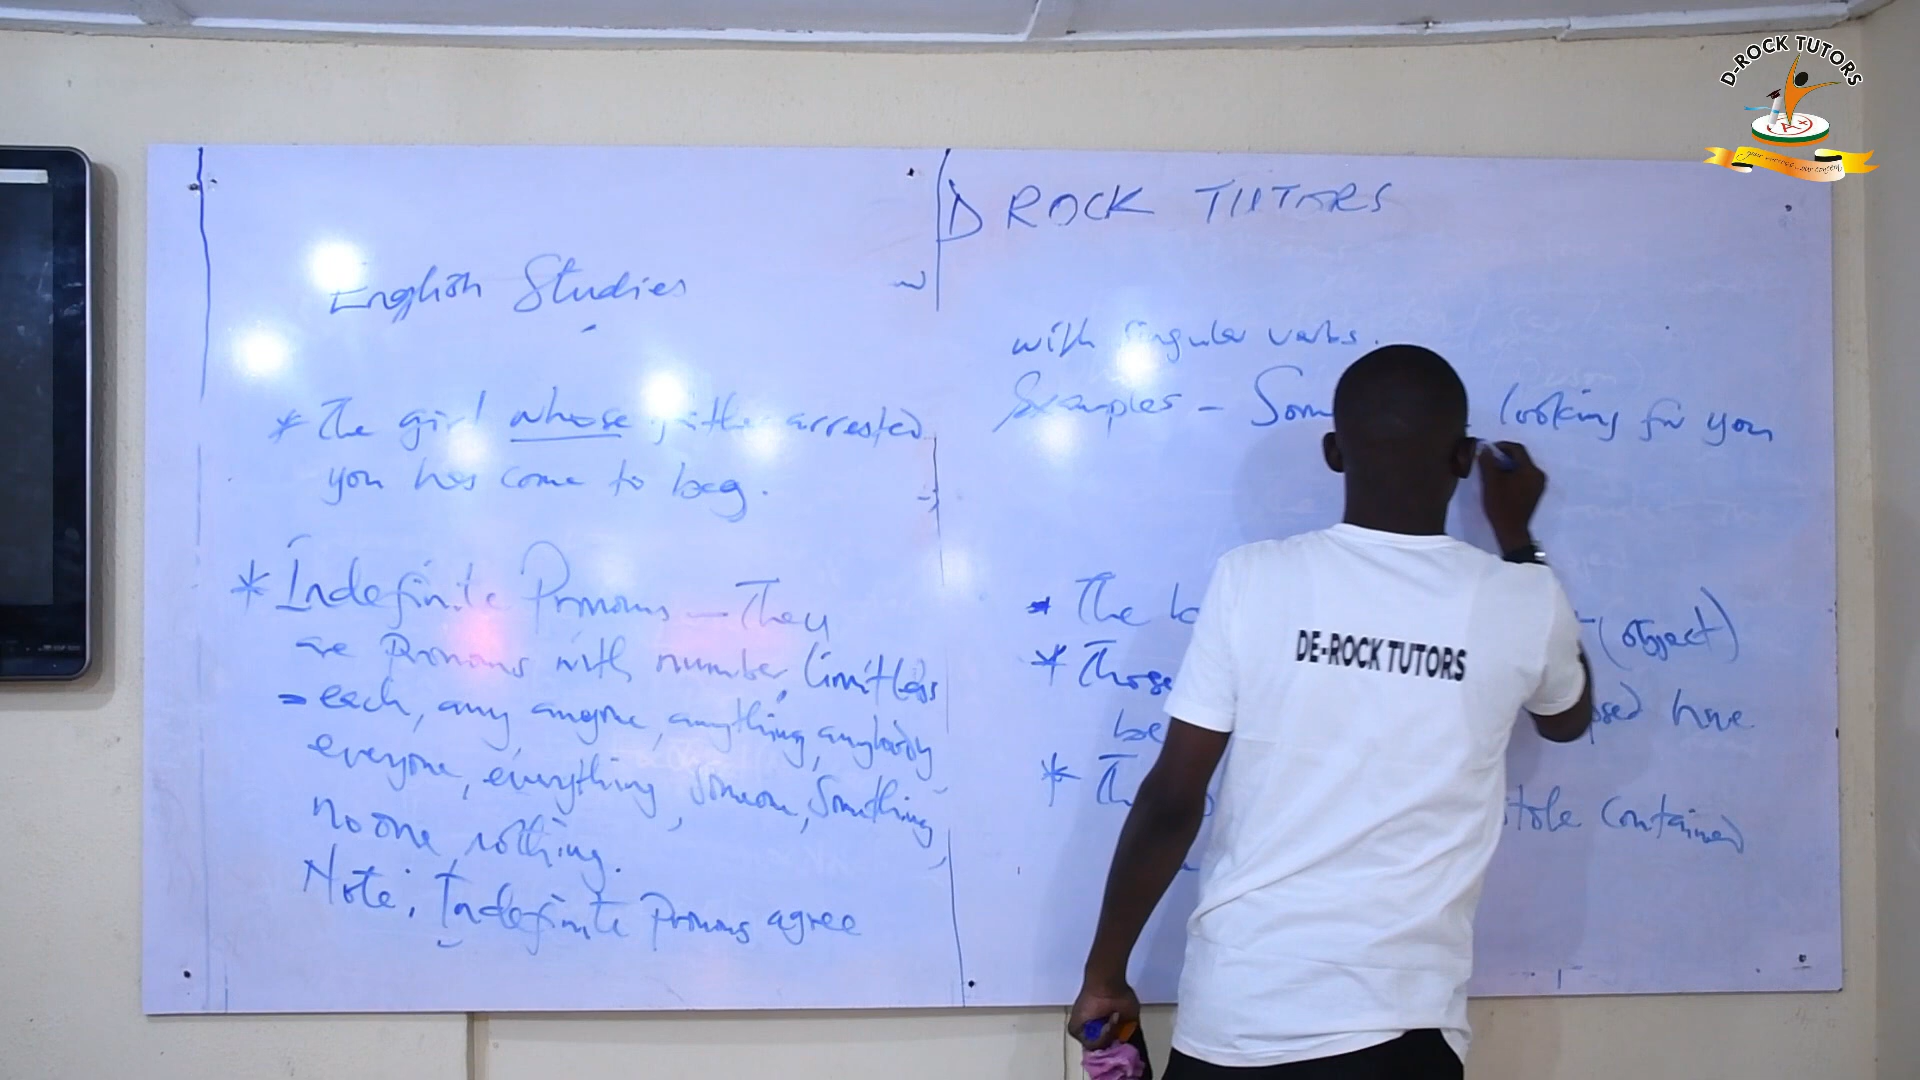 D-ROCK TUTORS
A+
D ROCK TUTORS
English Studies
* The girl whose father arrested
you has come to beg.
* Indefinite Pronouns - They
are Pronouns with number limitless
= each, any anyone, anything, anybody
everyone, everything, someone, Something,
no one, nothing.
Note: Indefinite Pronouns agree
with singular verbs.
Examples - Som looking for you
* The (object)
* Those
be have
* Th stole contained
DE-ROCK TUTORS